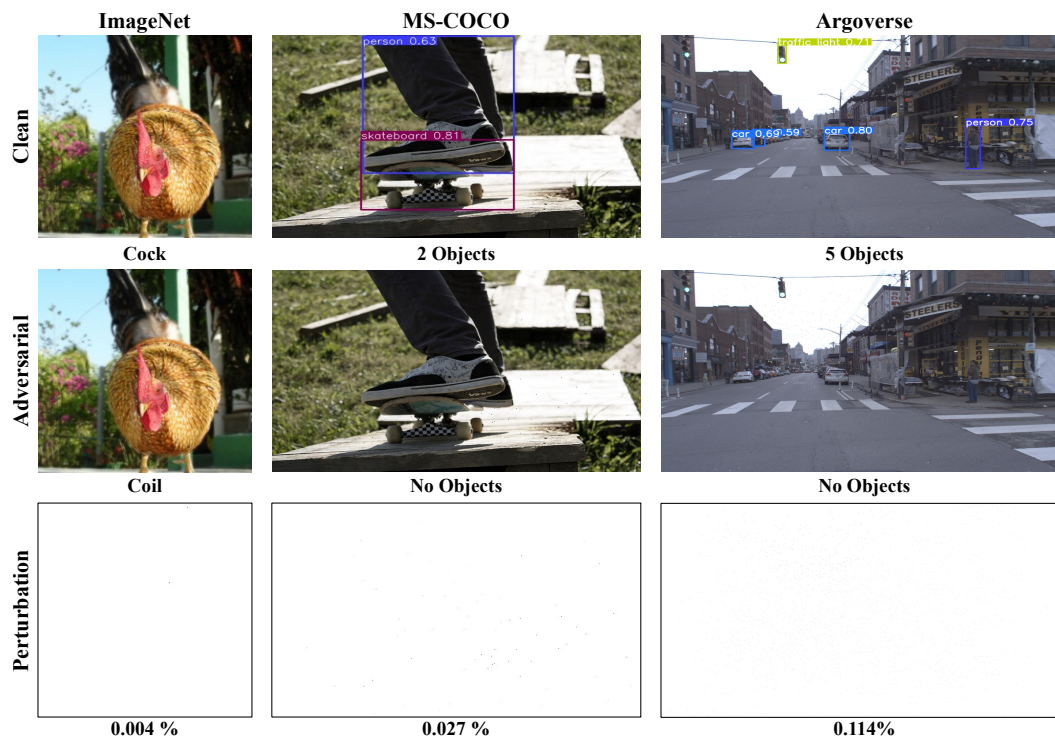 ImageNet
MS-COCO
Argoverse
Clean
person 0.63
skateboard 0.81
traffic light 0.71
STEELERS
car 0.69
0.59
car 0.80
person 0.75
Cock
2 Objects
5 Objects
Adversarial
STEELERS
Coil
No Objects
No Objects
Perturbation
0.004 %
0.027 %
0.114%